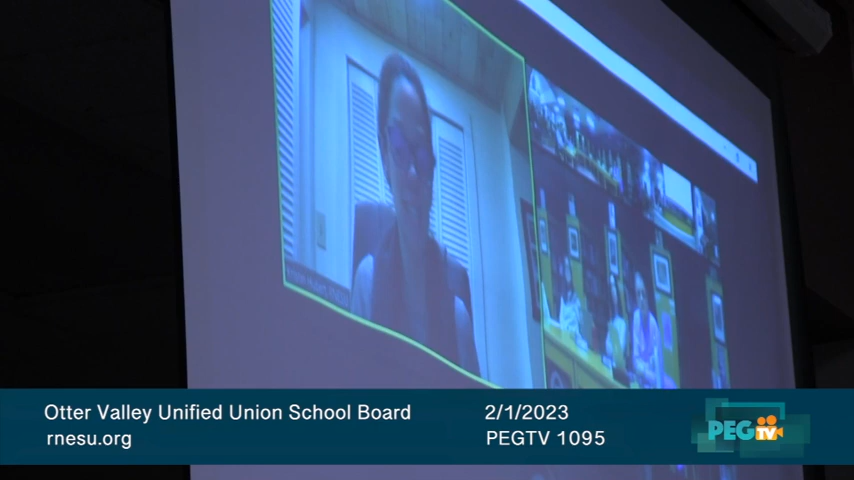 Otter Valley Unified Union School Board
2/1/2023
rnesu.org
PEGTV 1095
PEG
TV